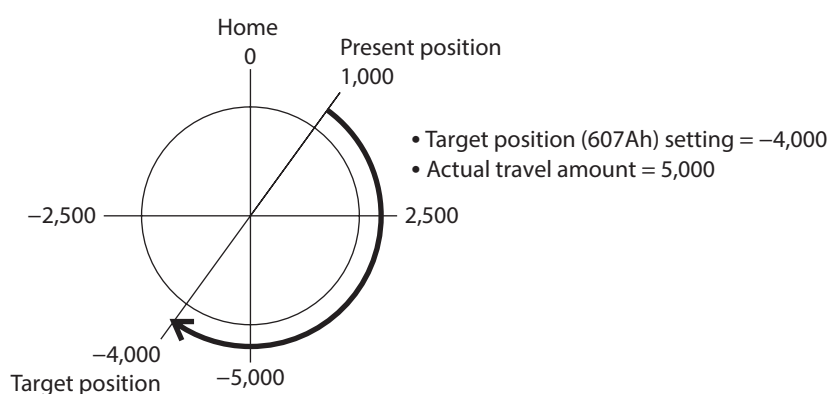 Home
0
Present position
1,000
• Target position (607Ah) setting = −4,000
• Actual travel amount = 5,000
−2,500
2,500
−4,000
Target position
−5,000